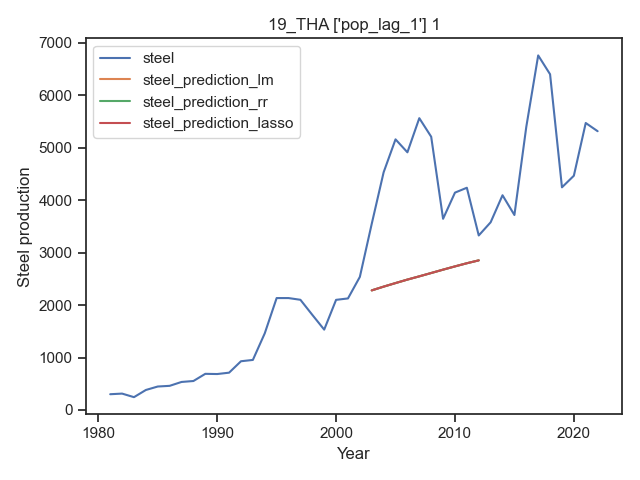 19_THA ['pop_lag_1'] 1
steel
steel_prediction_lm
steel_prediction_rr
steel_prediction_lasso
Steel production
7000
6000
5000
4000
3000
2000
1000
0
1980 1990 2000 2010 2020
Year